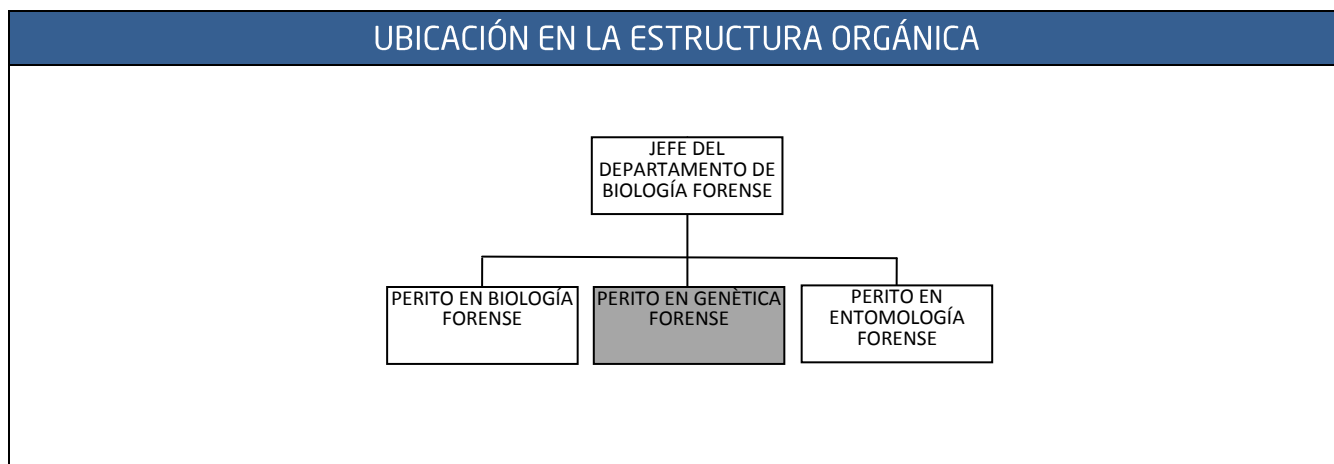 UBICACIÓN EN LA ESTRUCTURA ORGÁNICA
JEFE DEL
DEPARTAMENTO DE
BIOLOGÍA FORENSE
PERITO EN BIOLOGÍA
FORENSE
PERITO EN GENÈTICA
FORENSE
PERITO EN
ENTOMOLOGÍA
FORENSE